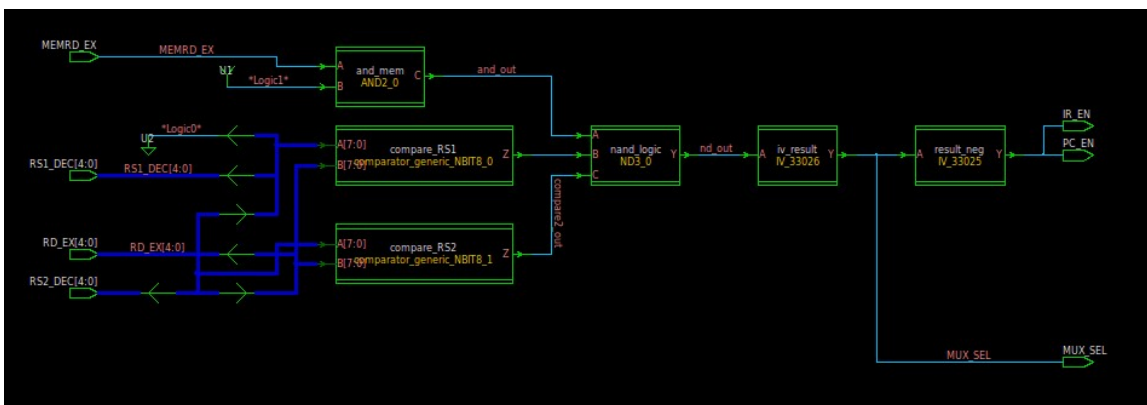 MEMRD_EX
MEMRD_EX
U1
*Logic1*
A
B
and_mem
AND2_0
C
and_out
*Logic0*
U2
RS1_DEC[4:0]
RS1_DEC[4:0]
A[7:0]
B[7:0]
compare_RS1
comparator_generic_NBIT8_0
Z
RD_EX[4:0]
RD_EX[4:0]
RS2_DEC[4:0]
A[7:0]
B[7:0]
compare_RS2
comparator_generic_NBIT8_1
Z
compare2_out
A
B
C
nand_logic
ND3_0
Y
nd_out
A
iv_result
IV_33026
Y
A
result_neg
IV_33025
Y
IR_EN
PC_EN
MUX_SEL
MUX_SEL